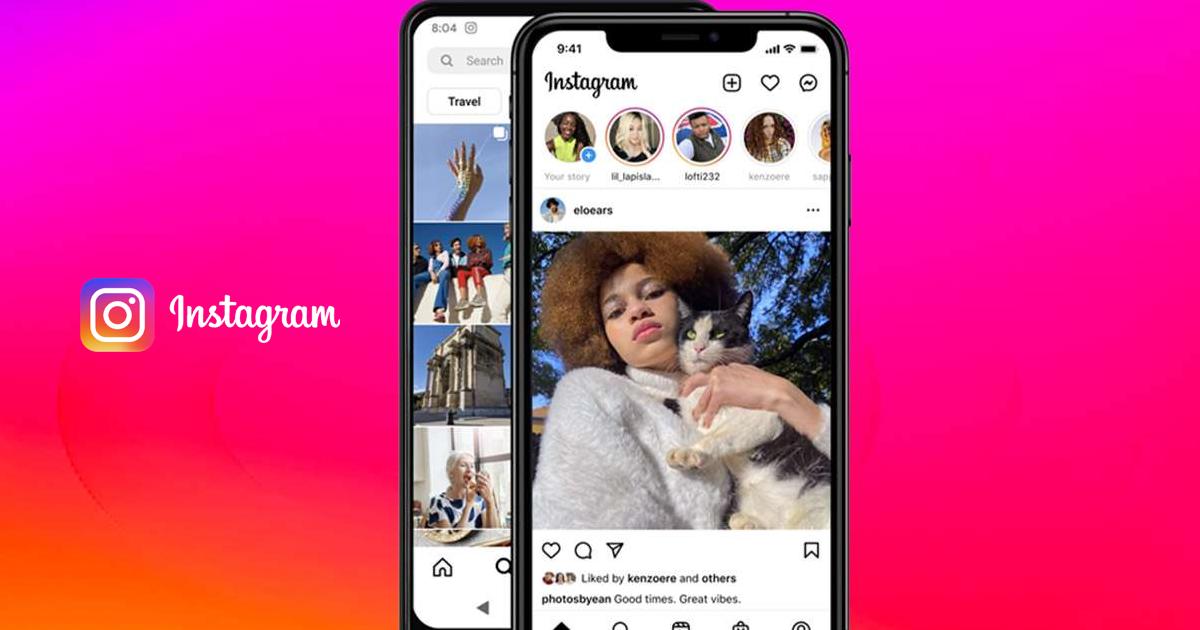 Instagram
8:04
Search
Travel
9:41
Instagram
Your story
lil_lapisla...
lofti232
kenzoere
sap
eloears
Liked by kenzoere and others
photosbyean Good times. Great vibes.